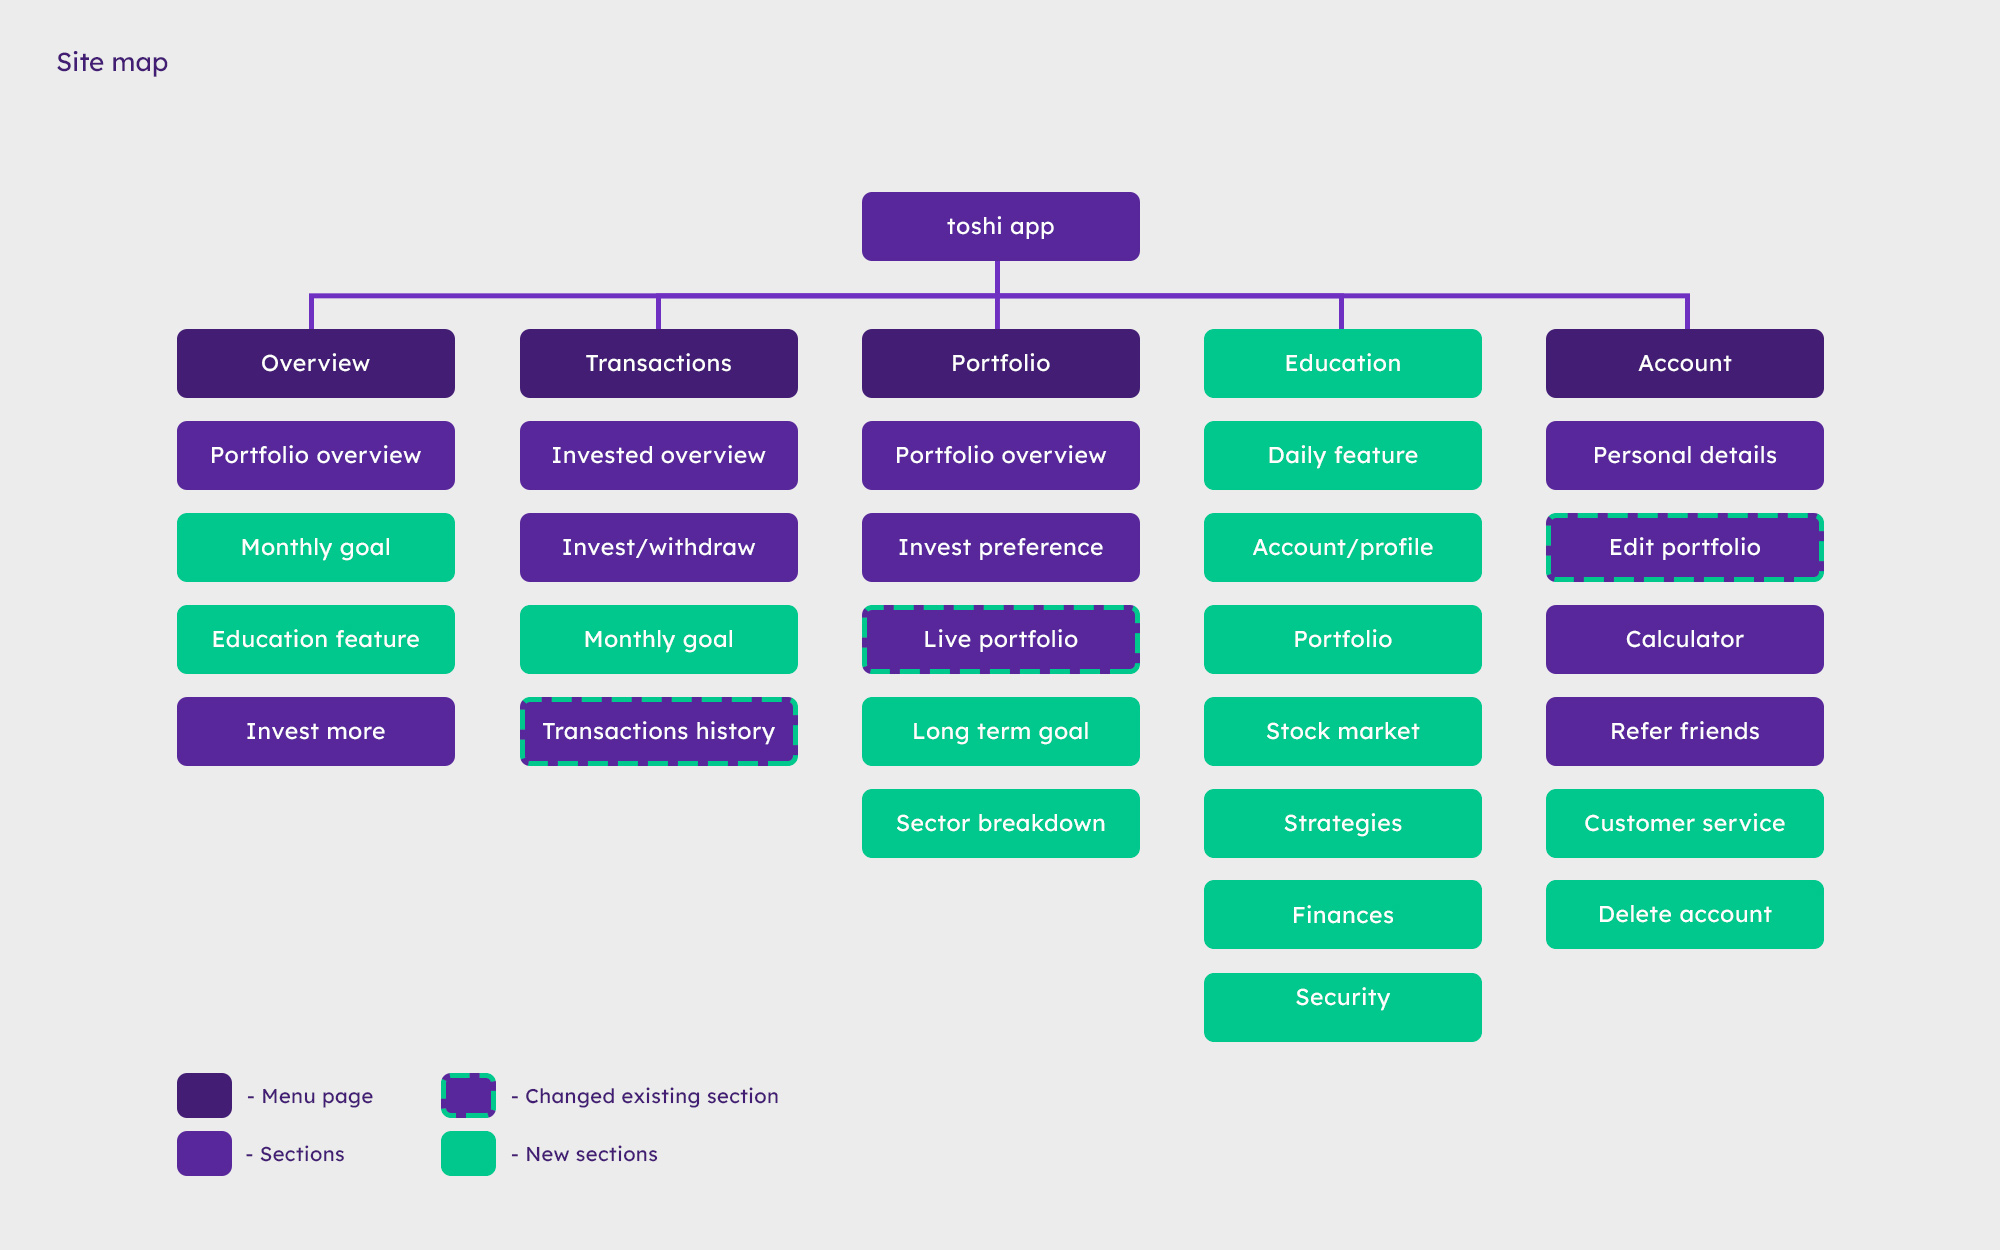 Site map
toshi app
Overview
Transactions
Portfolio
Education
Account
Portfolio overview
Invested overview
Portfolio overview
Daily feature
Personal details
Monthly goal
Invest/withdraw
Invest preference
Account/profile
Edit portfolio
Education feature
Monthly goal
Live portfolio
Portfolio
Calculator
Invest more
Transactions history
Long term goal
Stock market
Refer friends
Sector breakdown
Strategies
Customer service
Finances
Delete account
Security
- Menu page
- Changed existing section
- Sections
- New sections